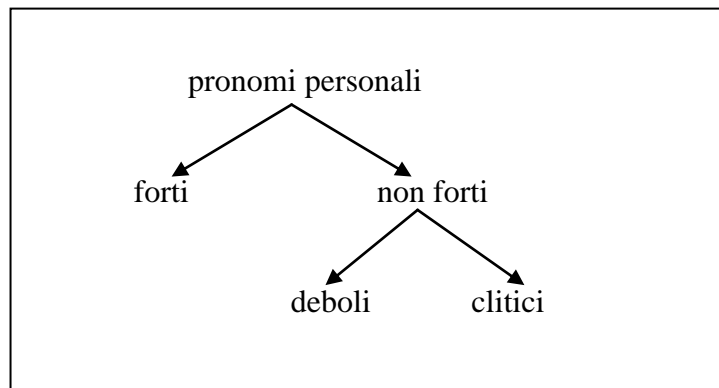 pronomi personali
forti non forti
deboli clitici